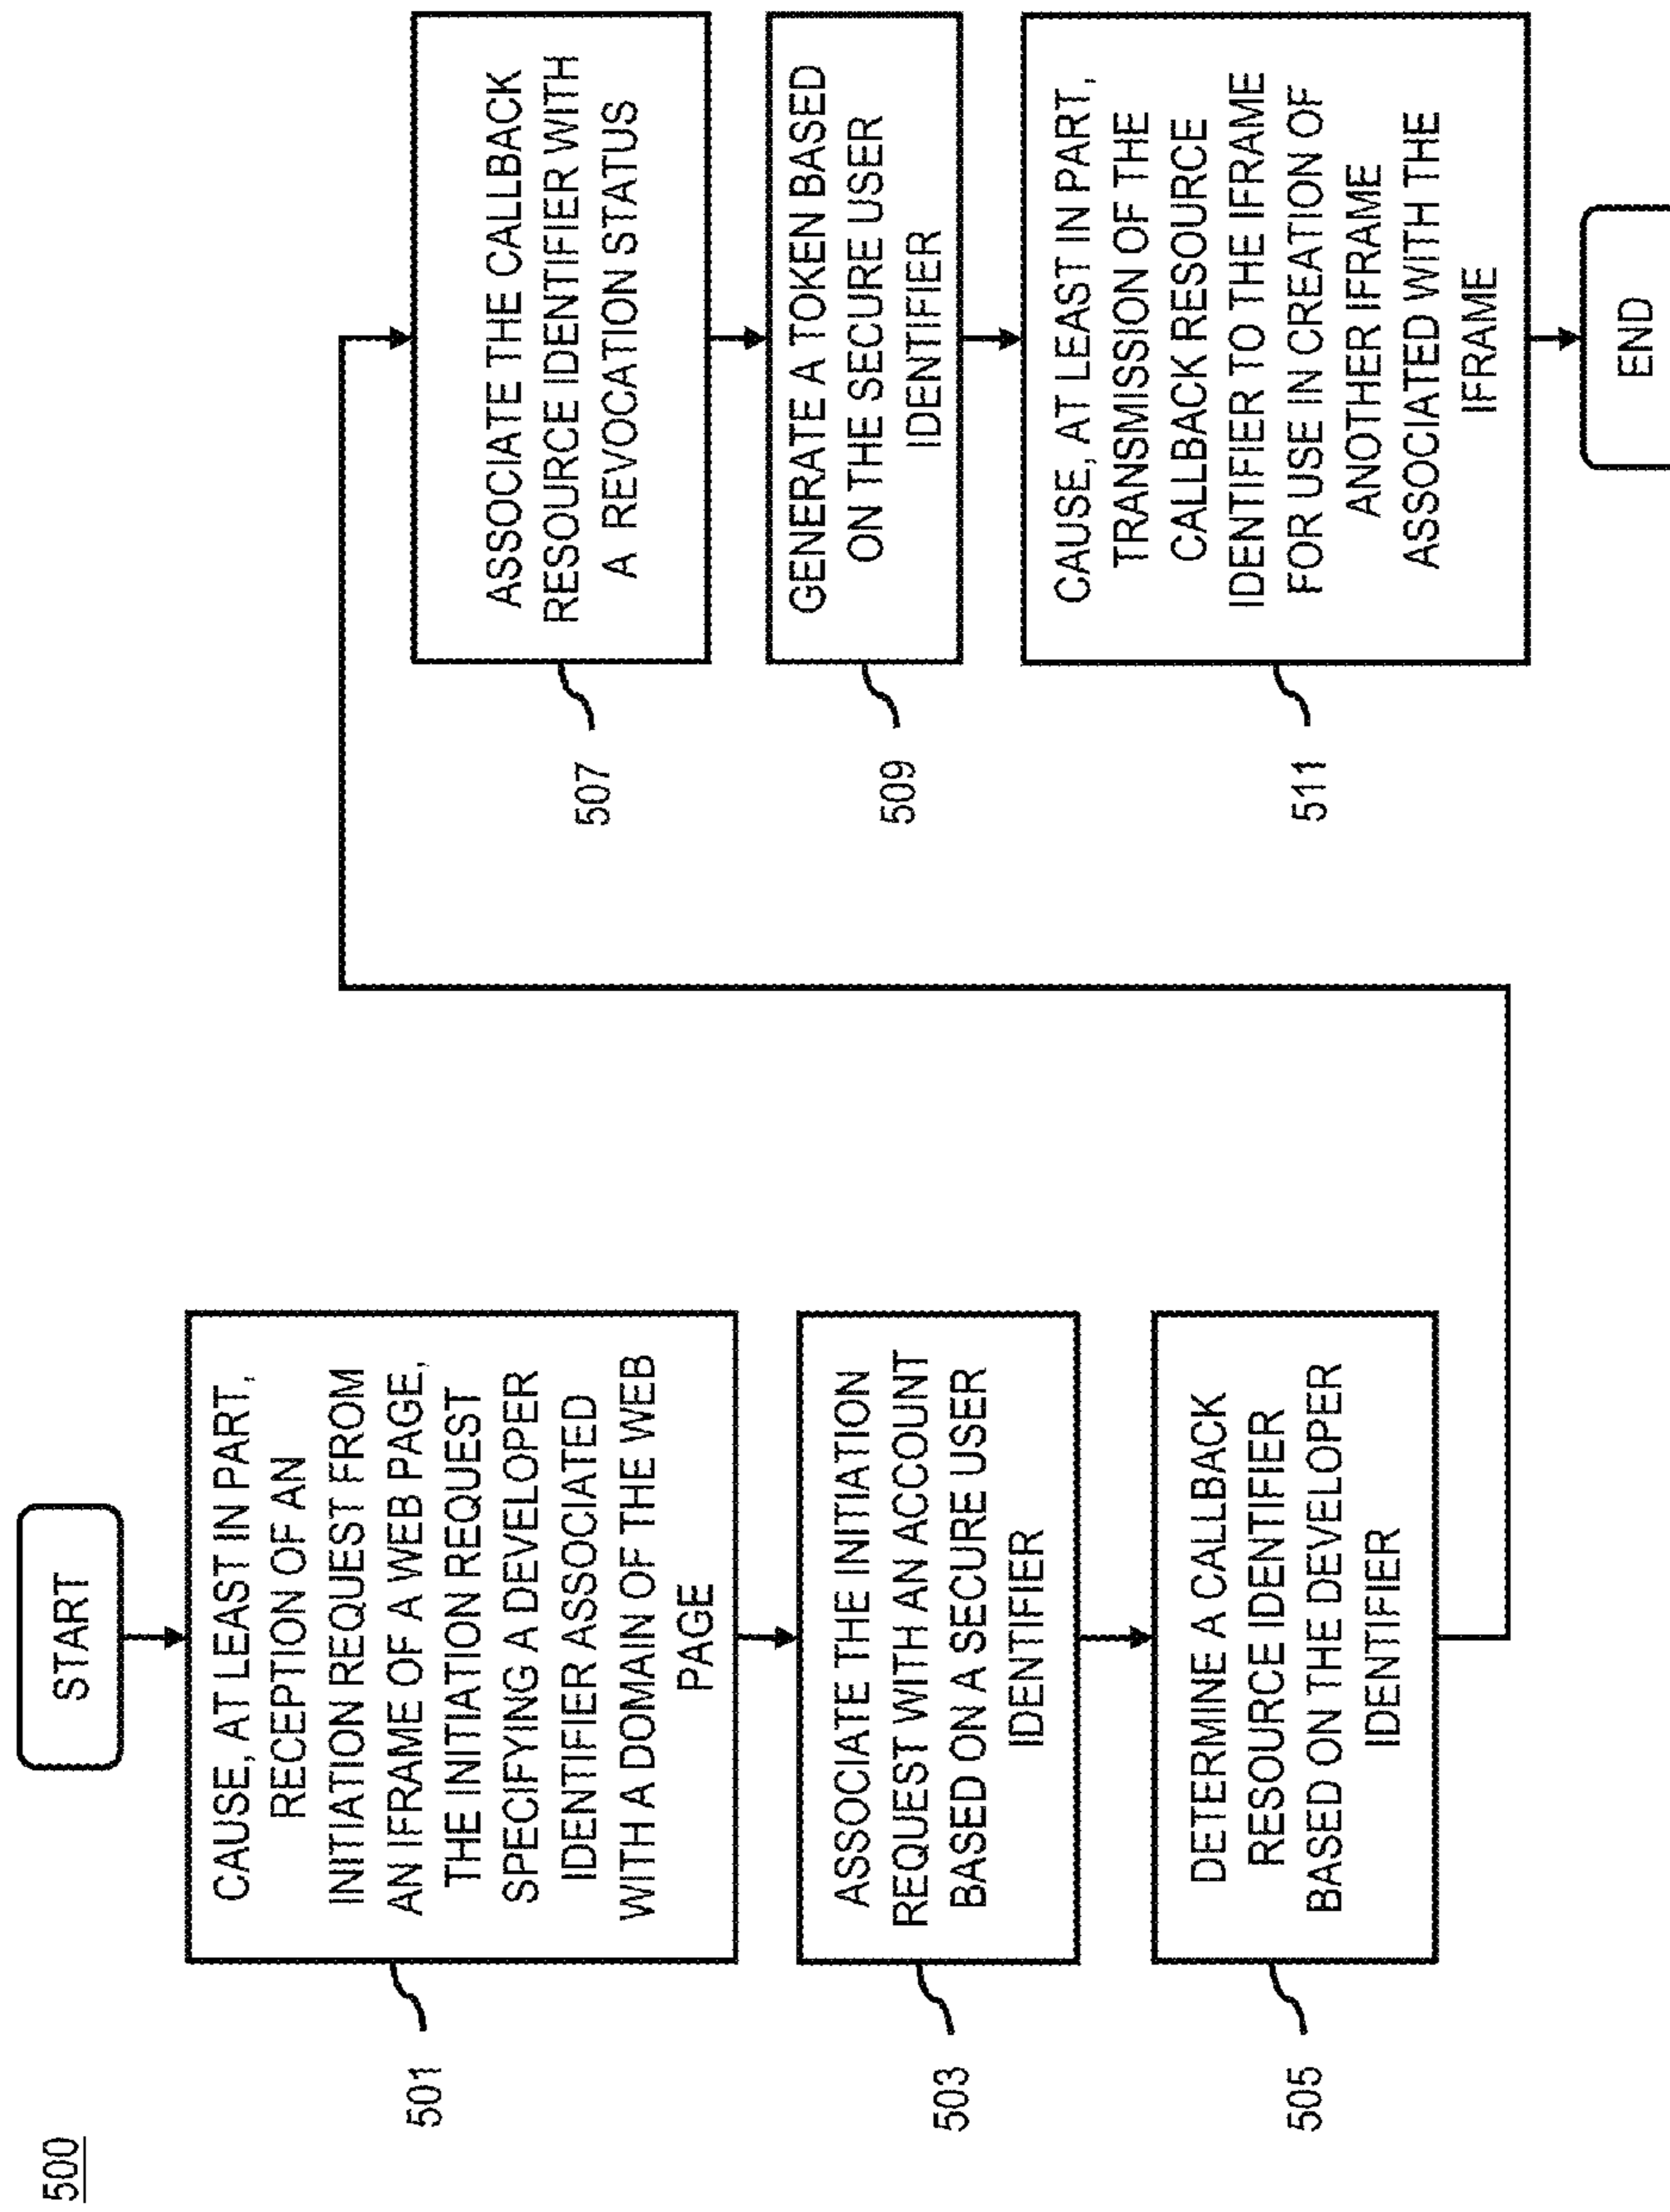 500
START
CAUSE, AT LEAST IN PART,
RECEPTION OF AN
INITIATION REQUEST FROM
AN IFRAME OF A WEB PAGE,
THE INITIATION REQUEST
SPECIFYING A DEVELOPER
IDENTIFIER ASSOCIATED
WITH A DOMAIN OF THE WEB
PAGE
501
ASSOCIATE THE INITIATION
REQUEST WITH AN ACCOUNT
BASED ON A SECURE USER
IDENTIFIER
503
DETERMINE A CALLBACK
RESOURCE IDENTIFIER
BASED ON THE DEVELOPER
IDENTIFIER
505
ASSOCIATE THE CALLBACK
RESOURCE IDENTIFIER WITH
A REVOCATION STATUS
507
GENERATE A TOKEN BASED
ON THE SECURE USER
IDENTIFIER
509
CAUSE, AT LEAST IN PART,
TRANSMISSION OF THE
CALLBACK RESOURCE
IDENTIFIER TO THE IFRAME
FOR USE IN CREATION OF
ANOTHER IFRAME
ASSOCIATED WITH THE
IFRAME
511
END